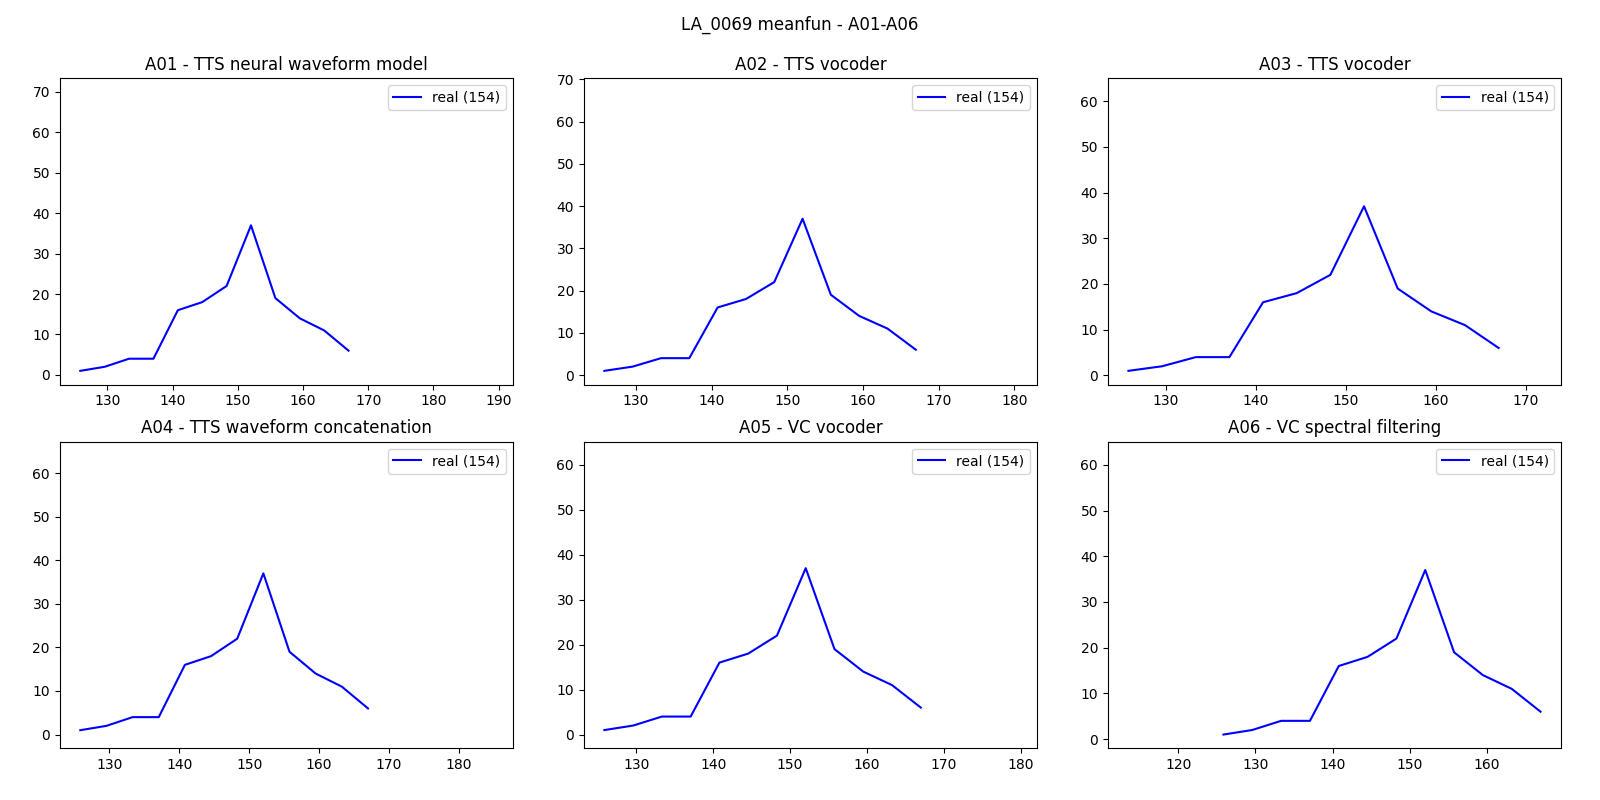 LA_0069 meanfun - A01-A06
A01 - TTS neural waveform model
real (154)
70
60
50
40
30
20
10
0
130 140 150 160 170 180 190
A02 - TTS vocoder
real (154)
70
60
50
40
30
20
10
0
130 140 150 160 170 180
A03 - TTS vocoder
real (154)
60
50
40
30
20
10
0
130 140 150 160 170
A04 - TTS waveform concatenation
real (154)
60
50
40
30
20
10
0
130 140 150 160 170 180
A05 - VC vocoder
real (154)
60
50
40
30
20
10
0
130 140 150 160 170 180
A06 - VC spectral filtering
real (154)
60
50
40
30
20
10
0
120 130 140 150 160